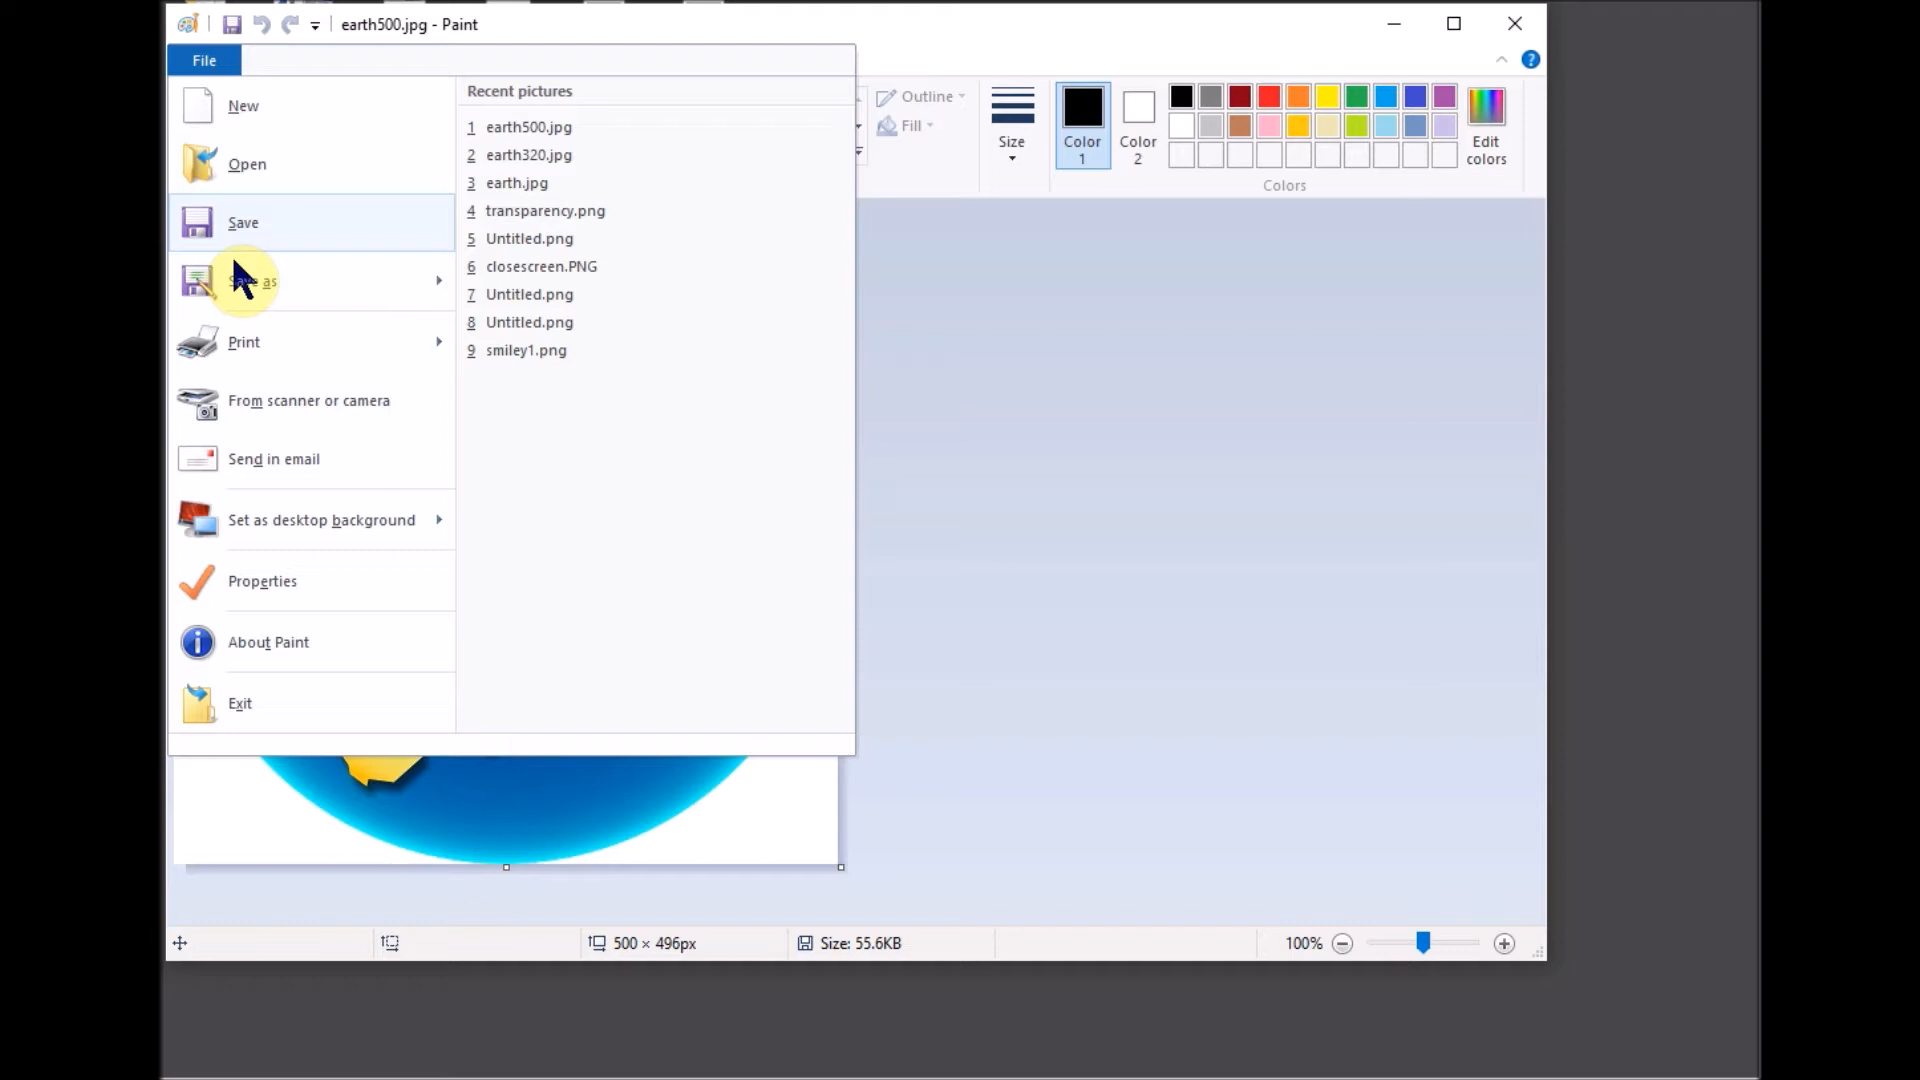 earth500.jpg - Paint
File
New
Open
Save
Save as
Print
From scanner or camera
Send in email
Set as desktop background
Properties
About Paint
Exit
Recent pictures
1 earth500.jpg
2 earth320.jpg
3 earth.jpg
4 transparency.png
5 Untitled.png
6 closescreen.PNG
7 Untitled.png
8 Untitled.png
9 smiley1.png
Outline
Fill
Size
Color
1
Color
2
Edit
colors
Colors
500 × 496px
Size: 55.6KB
100%